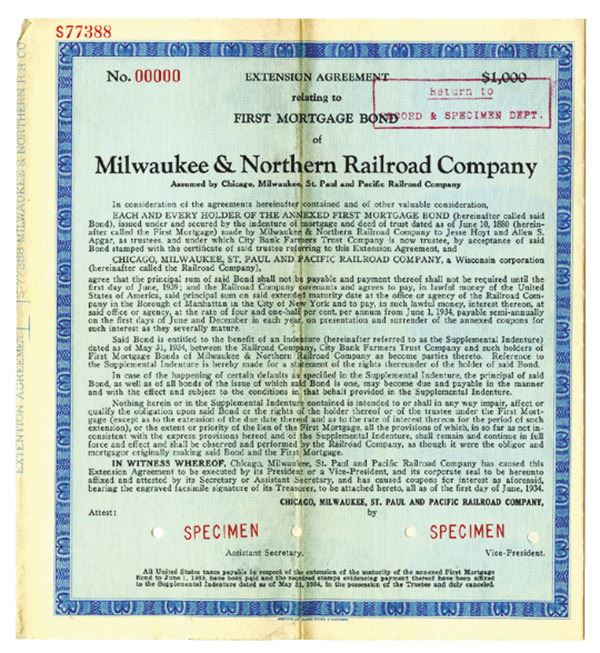 S77388
No. 00000 EXTENSION AGREEMENT $1,000
relating to
Return to
FIRST MORTGAGE BOND
RECORD & SPECIMEN DEPT.
of
Milwaukee & Northern Railroad Company
Assumed by Chicago, Milwaukee, St. Paul and Pacific Railroad Company
In consideration of the agreements hereinafter contained and of other valuable consideration,
EACH AND EVERY HOLDER OF THE ANNEXED FIRST MORTGAGE BOND (hereinafter called said
Bond), issued under and secured by the indenture of mortgage and deed of trust dated as of June 10, 1880 (herein-
after called the First Mortgage) made by Milwaukee & Northern Railroad Company to Jesse Hoyt and Allen S.
Apgar, as trustees, and under which City Bank Farmers Trust Company is now trustee, by acceptance of said
Bond stamped with the certificate of said trustee referring to this Extension Agreement, and
CHICAGO, MILWAUKEE, ST. PAUL AND PACIFIC RAILROAD COMPANY, a Wisconsin corporation
(hereinafter called the Railroad Company),
agree that the principal sum of said Bond shall not be payable and payment thereof shall not be required until the
first day of June, 1939; and the Railroad Company covenants and agrees to pay, in lawful money of the United
States of America, said principal sum on said extended maturity date at the office or agency of the Railroad Com-
pany in the Borough of Manhattan in the City of New York and to pay, in such lawful money, interest thereon, at
said office or agency, at the rate of four and one-half per cent. per annum from June 1, 1934, payable semi-annually
on the first days of June and December in each year, on presentation and surrender of the annexed coupons for
such interest as they severally mature.
Said Bond is entitled to the benefit of an Indenture (hereinafter referred to as the Supplemental Indenture)
dated as of May 31, 1934, between the Railroad Company, City Bank Farmers Trust Company and such holders of
First Mortgage Bonds of Milwaukee & Northern Railroad Company as become parties thereto. Reference to
the Supplemental Indenture is hereby made for a statement of the rights thereunder of the holder of said Bond.
In case of the happening of certain defaults as specified in the Supplemental Indenture, the principal of said
Bond, as well as of all bonds of the issue of which said Bond is one, may become due and payable in the manner
and with the effect and subject to the conditions in that behalf provided in the Supplemental Indenture.
Nothing herein or in the Supplemental Indenture contained is intended to or shall in any way impair, affect or
qualify the obligation upon said Bond or the rights of the holder thereof or of the trustee under the First Mort-
gage (except as to the extension of the due date thereof and as to the rate of interest thereon for the period of such
extension), or the extent or priority of the lien of the First Mortgage, all the provisions of which, in so far as not in-
consistent with the express provisions hereof and of the Supplemental Indenture, shall remain and continue in full
force and effect and shall be observed and performed by the Railroad Company, as though it were the obligor and
mortgagor originally making said Bond and the First Mortgage.
IN WITNESS WHEREOF, Chicago, Milwaukee, St. Paul and Pacific Railroad Company has caused this
Extension Agreement to be executed by its President or a Vice-President, and its corporate seal to be hereunto
affixed and attested by its Secretary or Assistant Secretary, and has caused coupons for interest as aforesaid,
bearing the engraved facsimile signature of its Treasurer, to be attached hereto, all as of the first day of June, 1934.
CHICAGO, MILWAUKEE, ST. PAUL AND PACIFIC RAILROAD COMPANY,
Attest: by
SPECIMEN SPECIMEN
Assistant Secretary. Vice-President.
All United States taxes payable in respect of the extension of the maturity of the annexed First Mortgage
Bond to June 1, 1939, have been paid and the required stamps evidencing payment thereof have been affixed
to the Supplemental Indenture dated as of May 31, 1934, in the possession of the Trustee and duly canceled.
EXTENSION AGREEMENT S-77388-MILWAUKEE & NORTHERN R.R CO